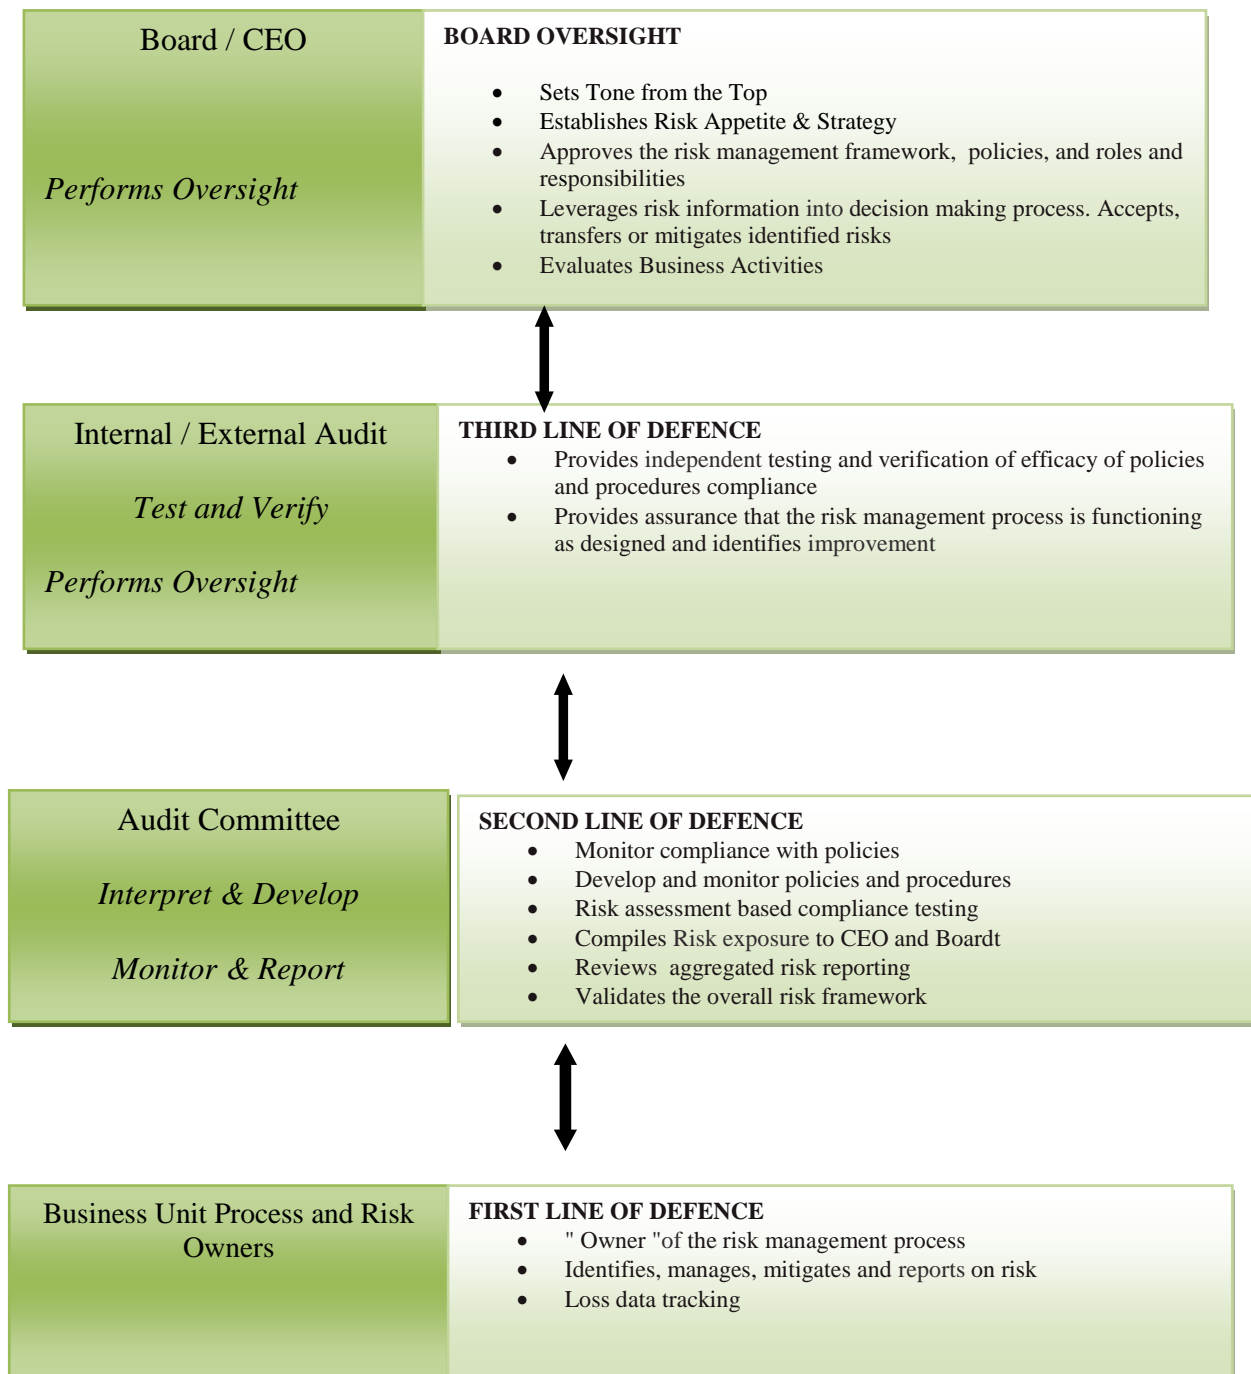 Board / CEO
Performs Oversight
BOARD OVERSIGHT
• Sets Tone from the Top
• Establishes Risk Appetite & Strategy
• Approves the risk management framework,  policies, and roles and
responsibilities
• Leverages risk information into decision making process. Accepts,
transfers or mitigates identified risks
• Evaluates Business Activities
Internal / External Audit
Test and Verify
Performs Oversight
THIRD LINE OF DEFENCE
• Provides independent testing and verification of efficacy of policies
and procedures compliance
• Provides assurance that the risk management process is functioning
as designed and identifies improvement
Audit Committee
Interpret & Develop
Monitor & Report
SECOND LINE OF DEFENCE
• Monitor compliance with policies
• Develop and monitor policies and procedures
• Risk assessment based compliance testing
• Compiles Risk exposure to CEO and Boardt
• Reviews  aggregated risk reporting
• Validates the overall risk framework
Business Unit Process and Risk
Owners
FIRST LINE OF DEFENCE
• " Owner "of the risk management process
• Identifies, manages, mitigates and reports on risk
• Loss data tracking